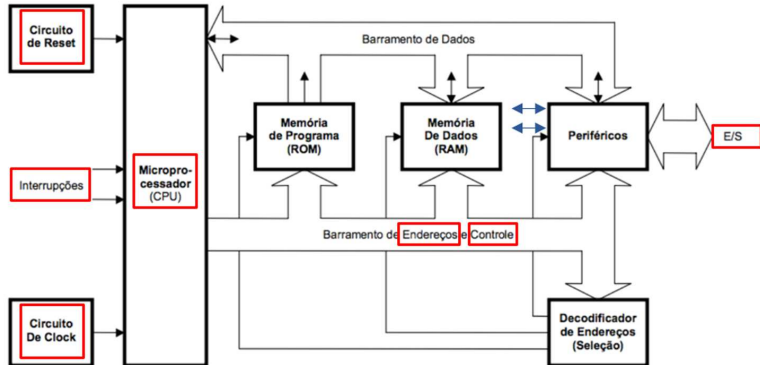 Circuito
de Reset
Barramento de Dados
Memória
de Programa
(ROM)
Memória
De Dados
(RAM)
Periféricos
E/S
Interrupções
Micropro-
cessador
(CPU)
Barramento de Endereços e Controle
Circuito
De Clock
Decodificador
de Endereços
(Seleção)